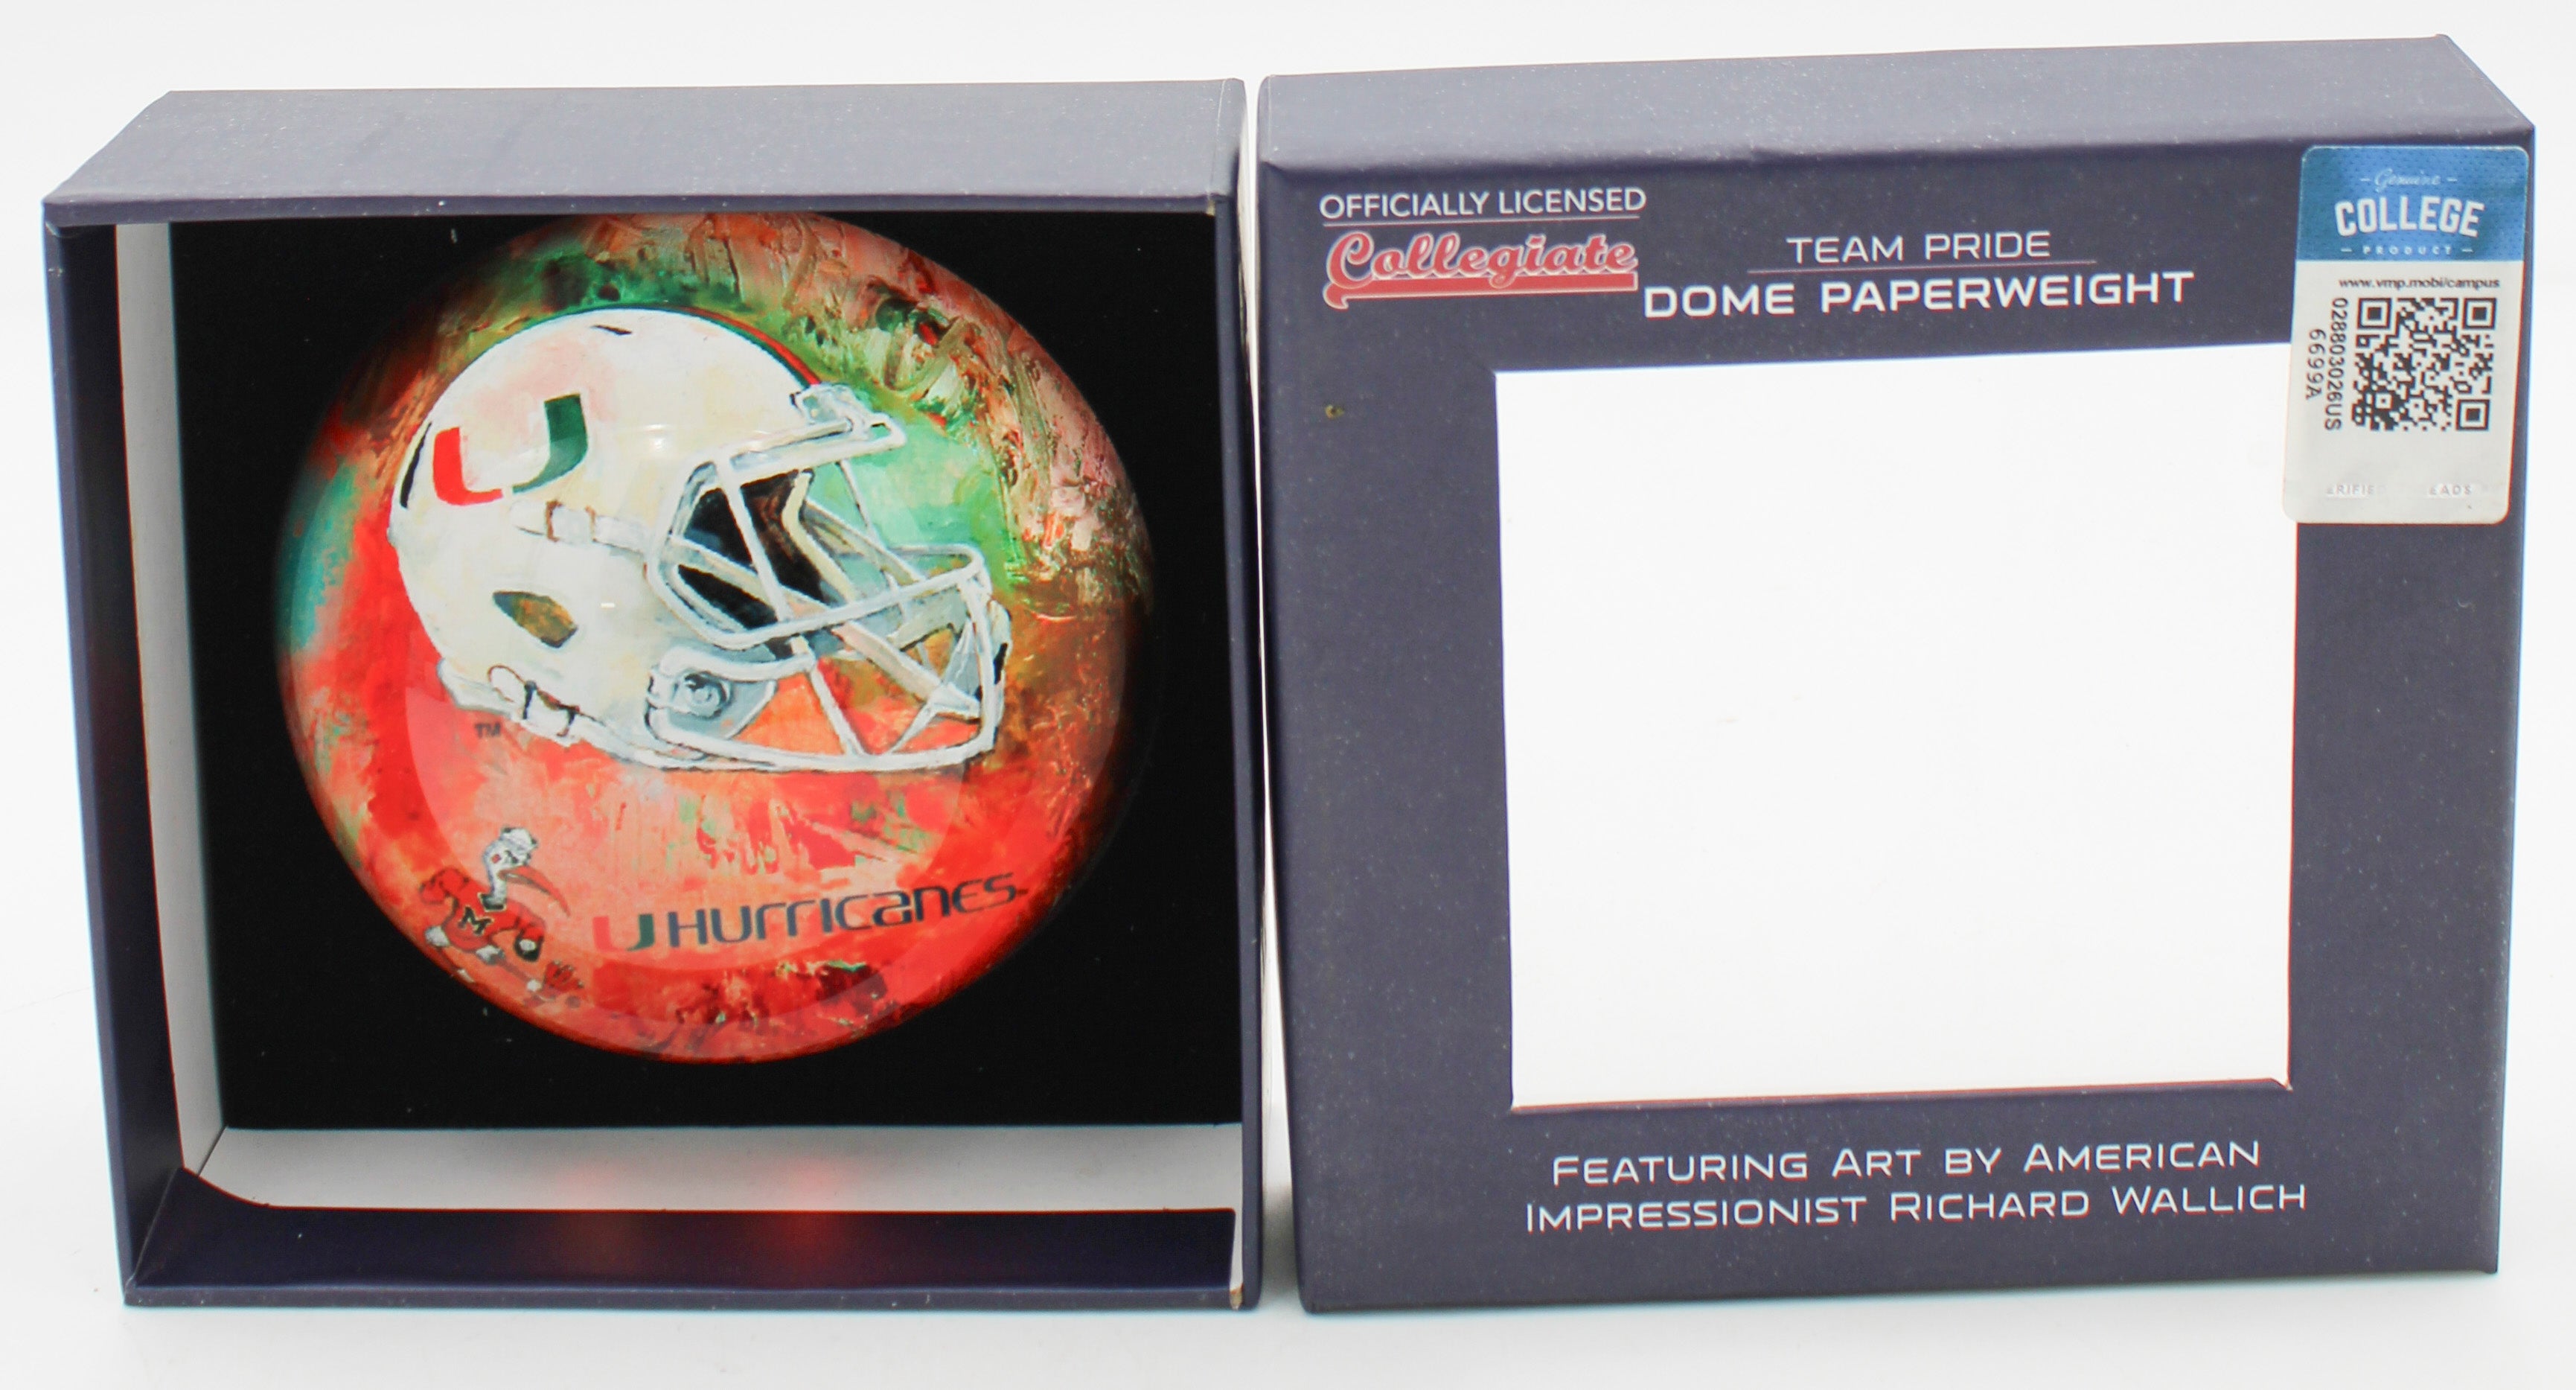 U
TM
M
U HURRICANES
OFFICIALLY LICENSED
Collegiate
TEAM PRIDE
DOME PAPERWEIGHT
Genuine
COLLEGE
PRODUCT
www.vmp.mobi/campus
028803026US
6699A
FEATURING ART BY AMERICAN
IMPRESSIONIST RICHARD WALLICH